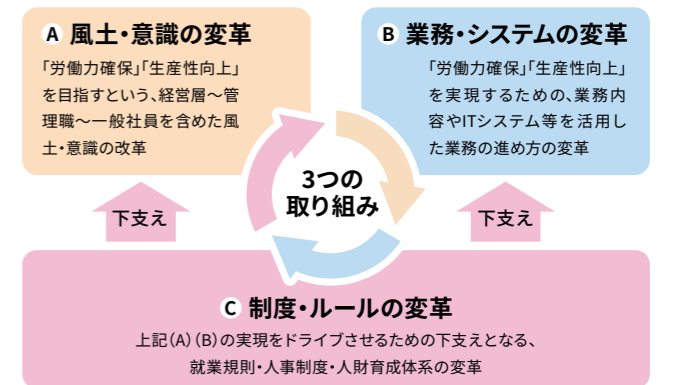 A 風土・意識の変革
「労働力確保」「生産性向上」
を目指すという、経営層〜管
理職〜一般社員を含めた風
土・意識の改革
B 業務・システムの変革
「労働力確保」「生産性向上」
を実現するための、業務内
容やITシステム等を活用し
た業務の進め方の変革
3つの
取り組み
下支え
下支え
C 制度・ルールの変革
上記(A)(B)の実現をドライブさせるための下支えとなる、
就業規則・人事制度・人財育成体系の変革